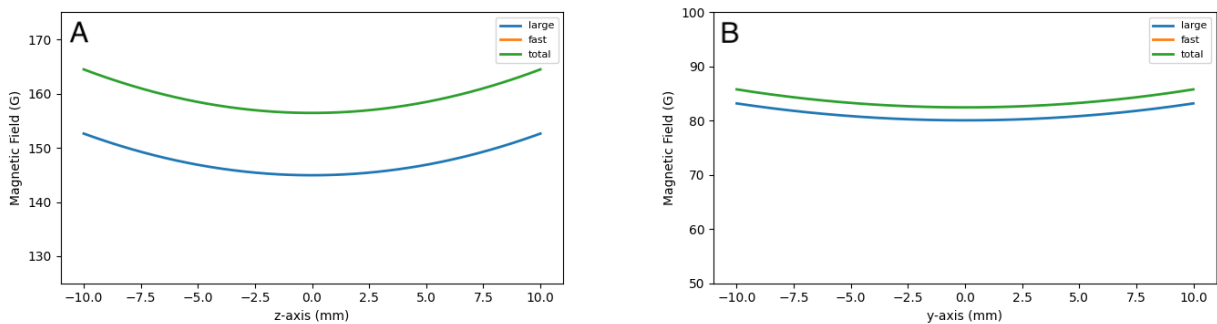 A
large
fast
total
Magnetic Field (G)
170
160
150
140
130
−10.0 −7.5 −5.0 −2.5 0.0 2.5 5.0 7.5 10.0
z-axis (mm)
B
large
fast
total
Magnetic Field (G)
100
90
80
70
60
50
−10.0 −7.5 −5.0 −2.5 0.0 2.5 5.0 7.5 10.0
y-axis (mm)